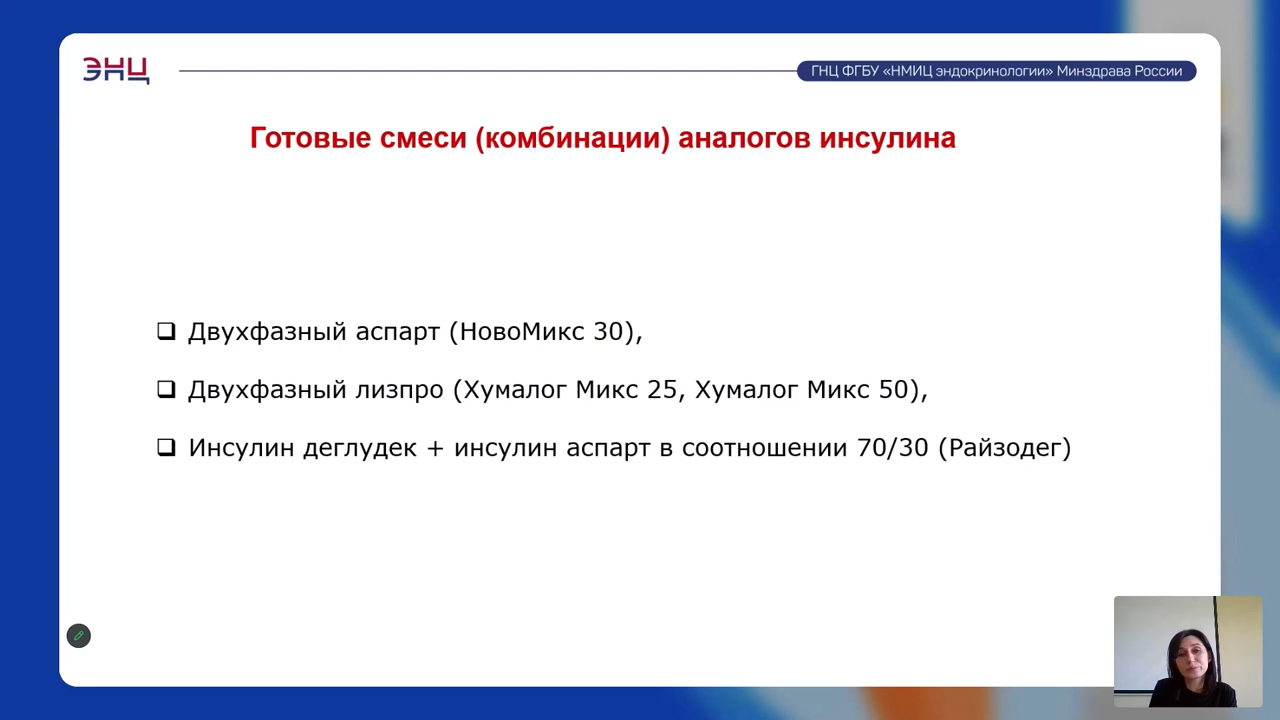 ЭНЦ
ГНЦ ФГБУ «НМИЦ эндокринологии» Минздрава России
Готовые смеси (комбинации) аналогов инсулина
Двухфазный аспарт (НовоМикс 30),
Двухфазный лизпро (Хумалог Микс 25, Хумалог Микс 50),
Инсулин деглудек + инсулин аспарт в соотношении 70/30 (Райзодег)